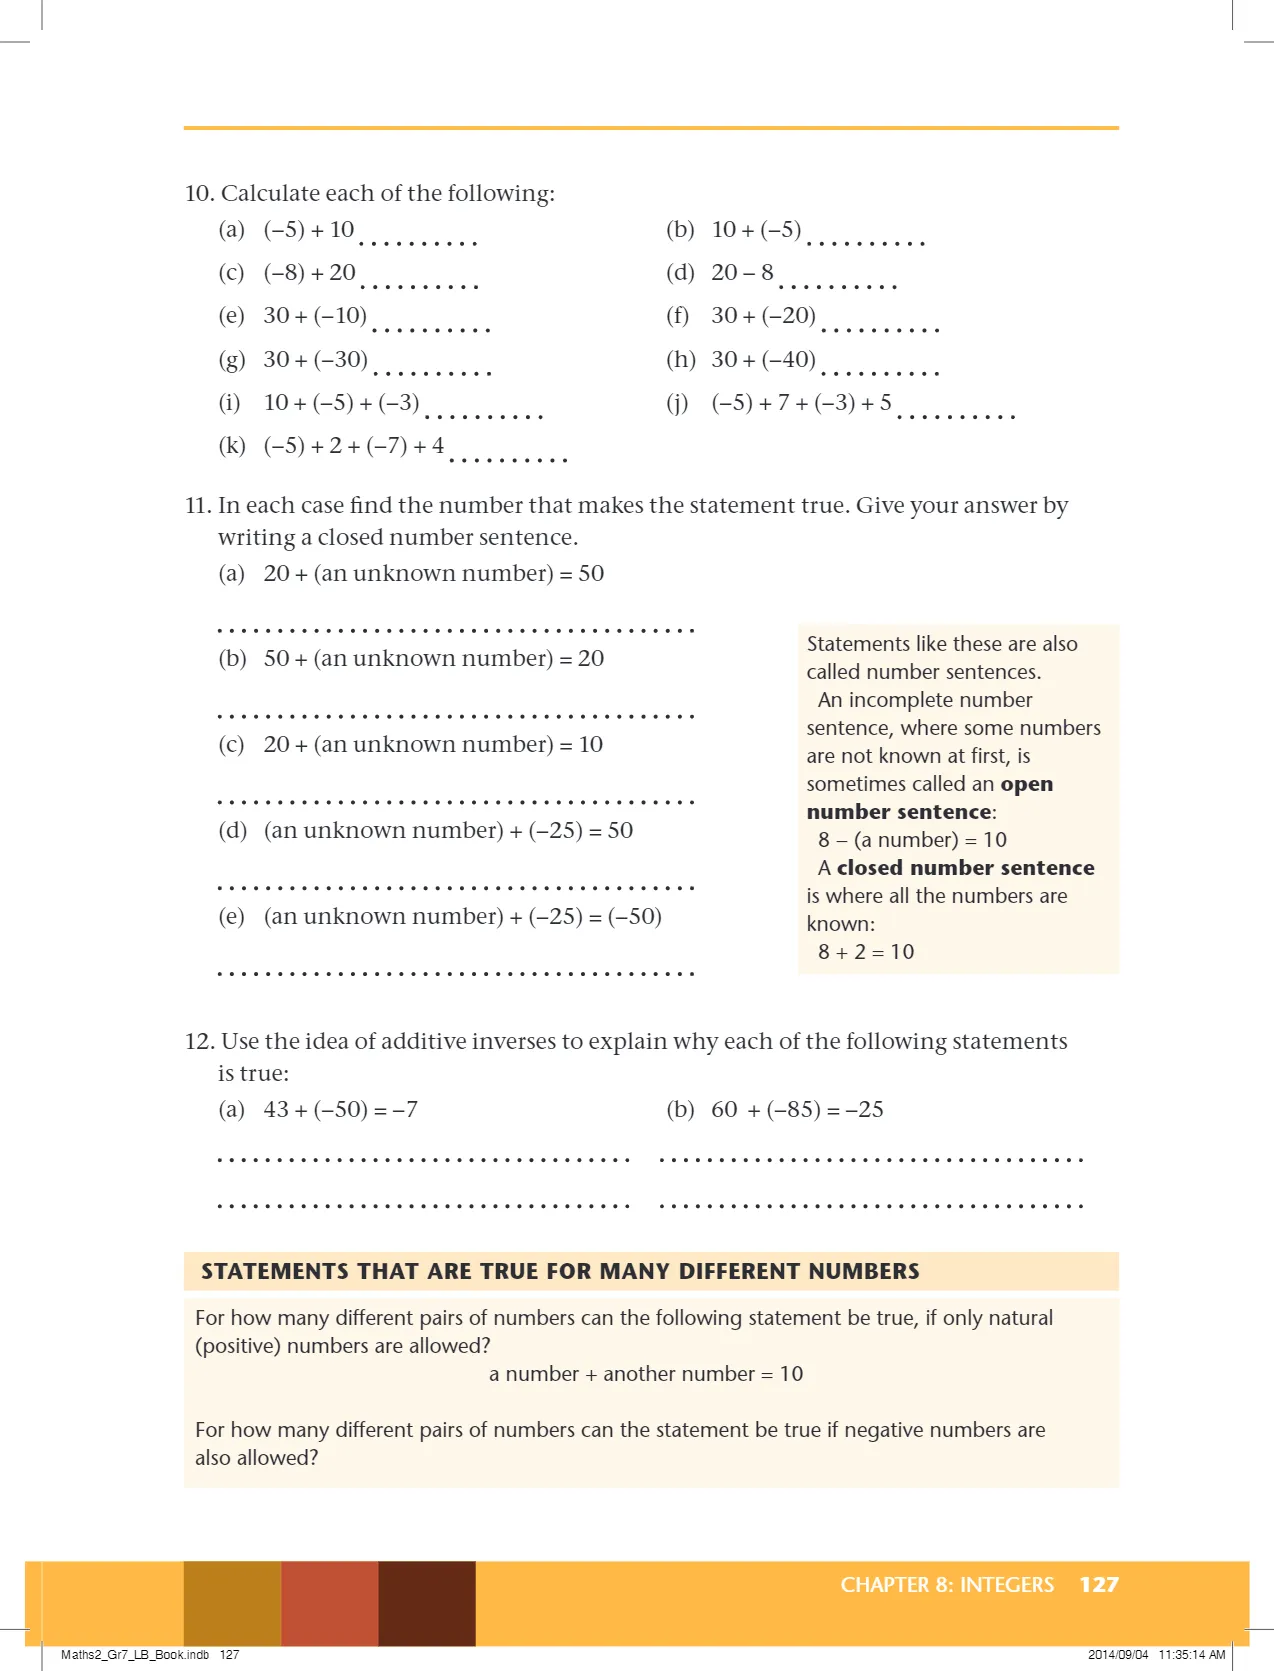 10. Calculate each of the following:
(a) (–5) + 10 ..........
(b) 10 + (–5) ..........
(c) (–8) + 20 ..........
(d) 20 – 8 ..........
(e) 30 + (–10) ..........
(f) 30 + (–20) ..........
(g) 30 + (–30) ..........
(h) 30 + (–40) ..........
(i) 10 + (–5) + (–3) ..........
(j) (–5) + 7 + (–3) + 5 ..........
(k) (–5) + 2 + (–7) + 4 ..........
11. In each case find the number that makes the statement true. Give your answer by
writing a closed number sentence.
(a) 20 + (an unknown number) = 50
(b) 50 + (an unknown number) = 20
(c) 20 + (an unknown number) = 10
(d) (an unknown number) + (–25) = 50
(e) (an unknown number) + (–25) = (–50)
Statements like these are also
called number sentences.
An incomplete number
sentence, where some numbers
are not known at first, is
sometimes called an open
number sentence:
8 – (a number) = 10
A closed number sentence
is where all the numbers are
known:
8 + 2 = 10
12. Use the idea of additive inverses to explain why each of the following statements
is true:
(a) 43 + (–50) = –7
(b) 60 + (–85) = –25
STATEMENTS THAT ARE TRUE FOR MANY DIFFERENT NUMBERS
For how many different pairs of numbers can the following statement be true, if only natural
(positive) numbers are allowed?
a number + another number = 10
For how many different pairs of numbers can the statement be true if negative numbers are
also allowed?
CHAPTER 8: INTEGERS 127
Maths2_Gr7_LB_Book.indb 127
2014/09/04 11:35:14 AM